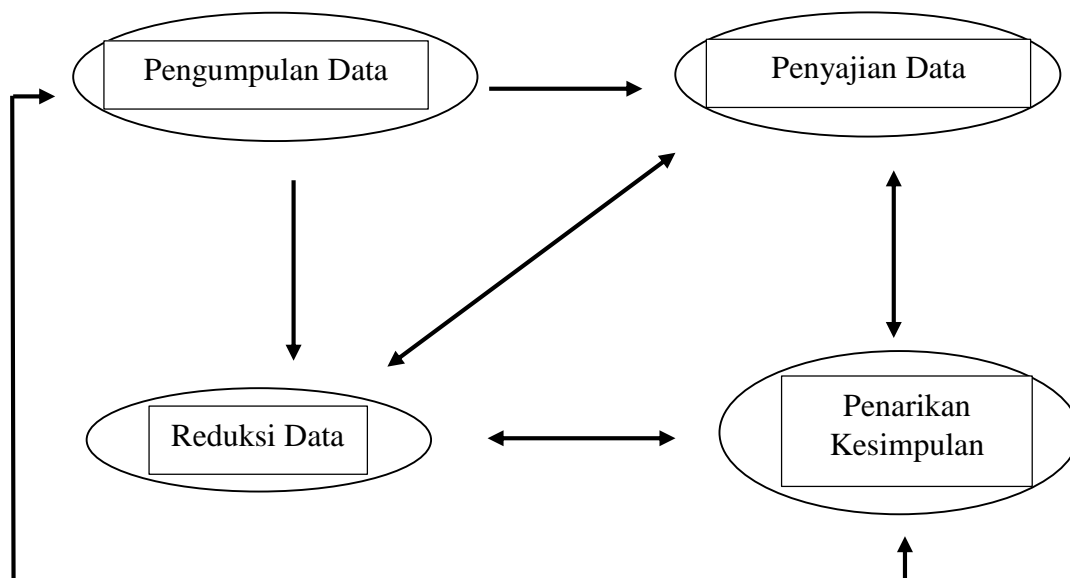 Pengumpulan Data
Penyajian Data
Reduksi Data
Penarikan
Kesimpulan